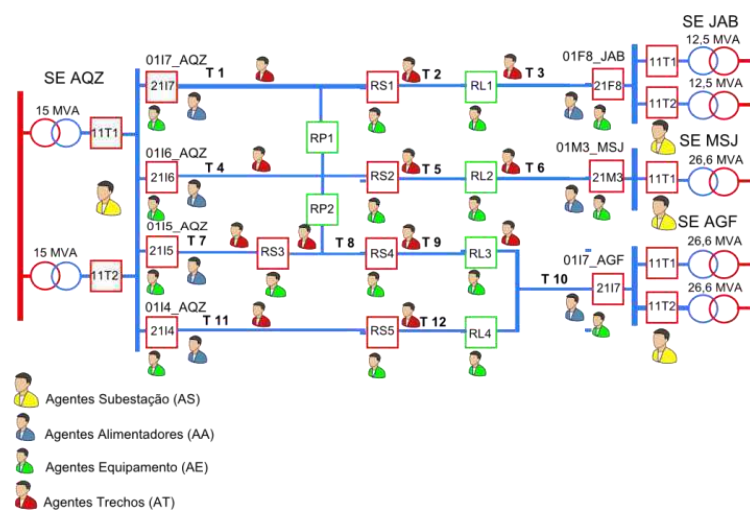 SE JAB
12,5 MVA
01I7_AQZ
T 1
T 2
T 3
01F8_JAB
11T1
SE AQZ
21I7
RS1
RL1
21F8
12,5 MVA
15 MVA
11T2
11T1
RP1
SE MSJ
01I6_AQZ
T 4
T 5
T 6
01M3_MSJ
26,6 MVA
21I6
RS2
RL2
21M3
11T1
RP2
SE AGF
01I5_AQZ
T 7
T 8
T 9
26,6 MVA
15 MVA
21I5
RS3
RS4
RL3
01I7_AGF
11T1
11T2
T 10
21I7
26,6 MVA
11T2
01I4_AQZ
T 11
T 12
21I4
RS5
RL4
Agentes Subestação (AS)
Agentes Alimentadores (AA)
Agentes Equipamento (AE)
Agentes Trechos (AT)